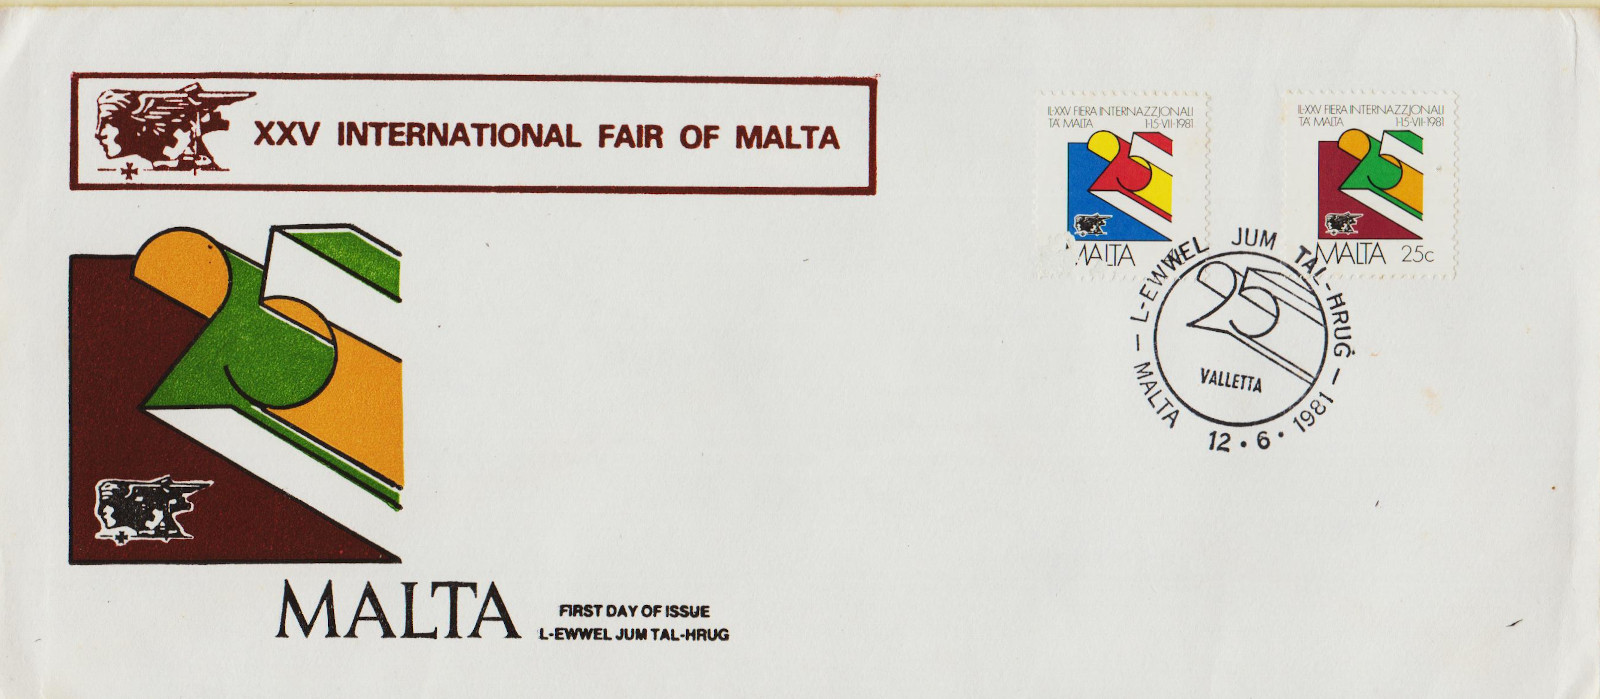 XXV INTERNATIONAL FAIR OF MALTA
IL-XXV FIERA INTERNAZZJONALI
TA' MALTA 1-15-VII-1981
MALTA
IL-XXV FIERA INTERNAZZJONALI
TA' MALTA 1-15-VII-1981
MALTA 25c
— MALTA — L-EWWEL JUM TAL-ĦRUĠ —
25
VALLETTA
12 • 6 • 1981
MALTA
FIRST DAY OF ISSUE
L-EWWEL JUM TAL-HRUG